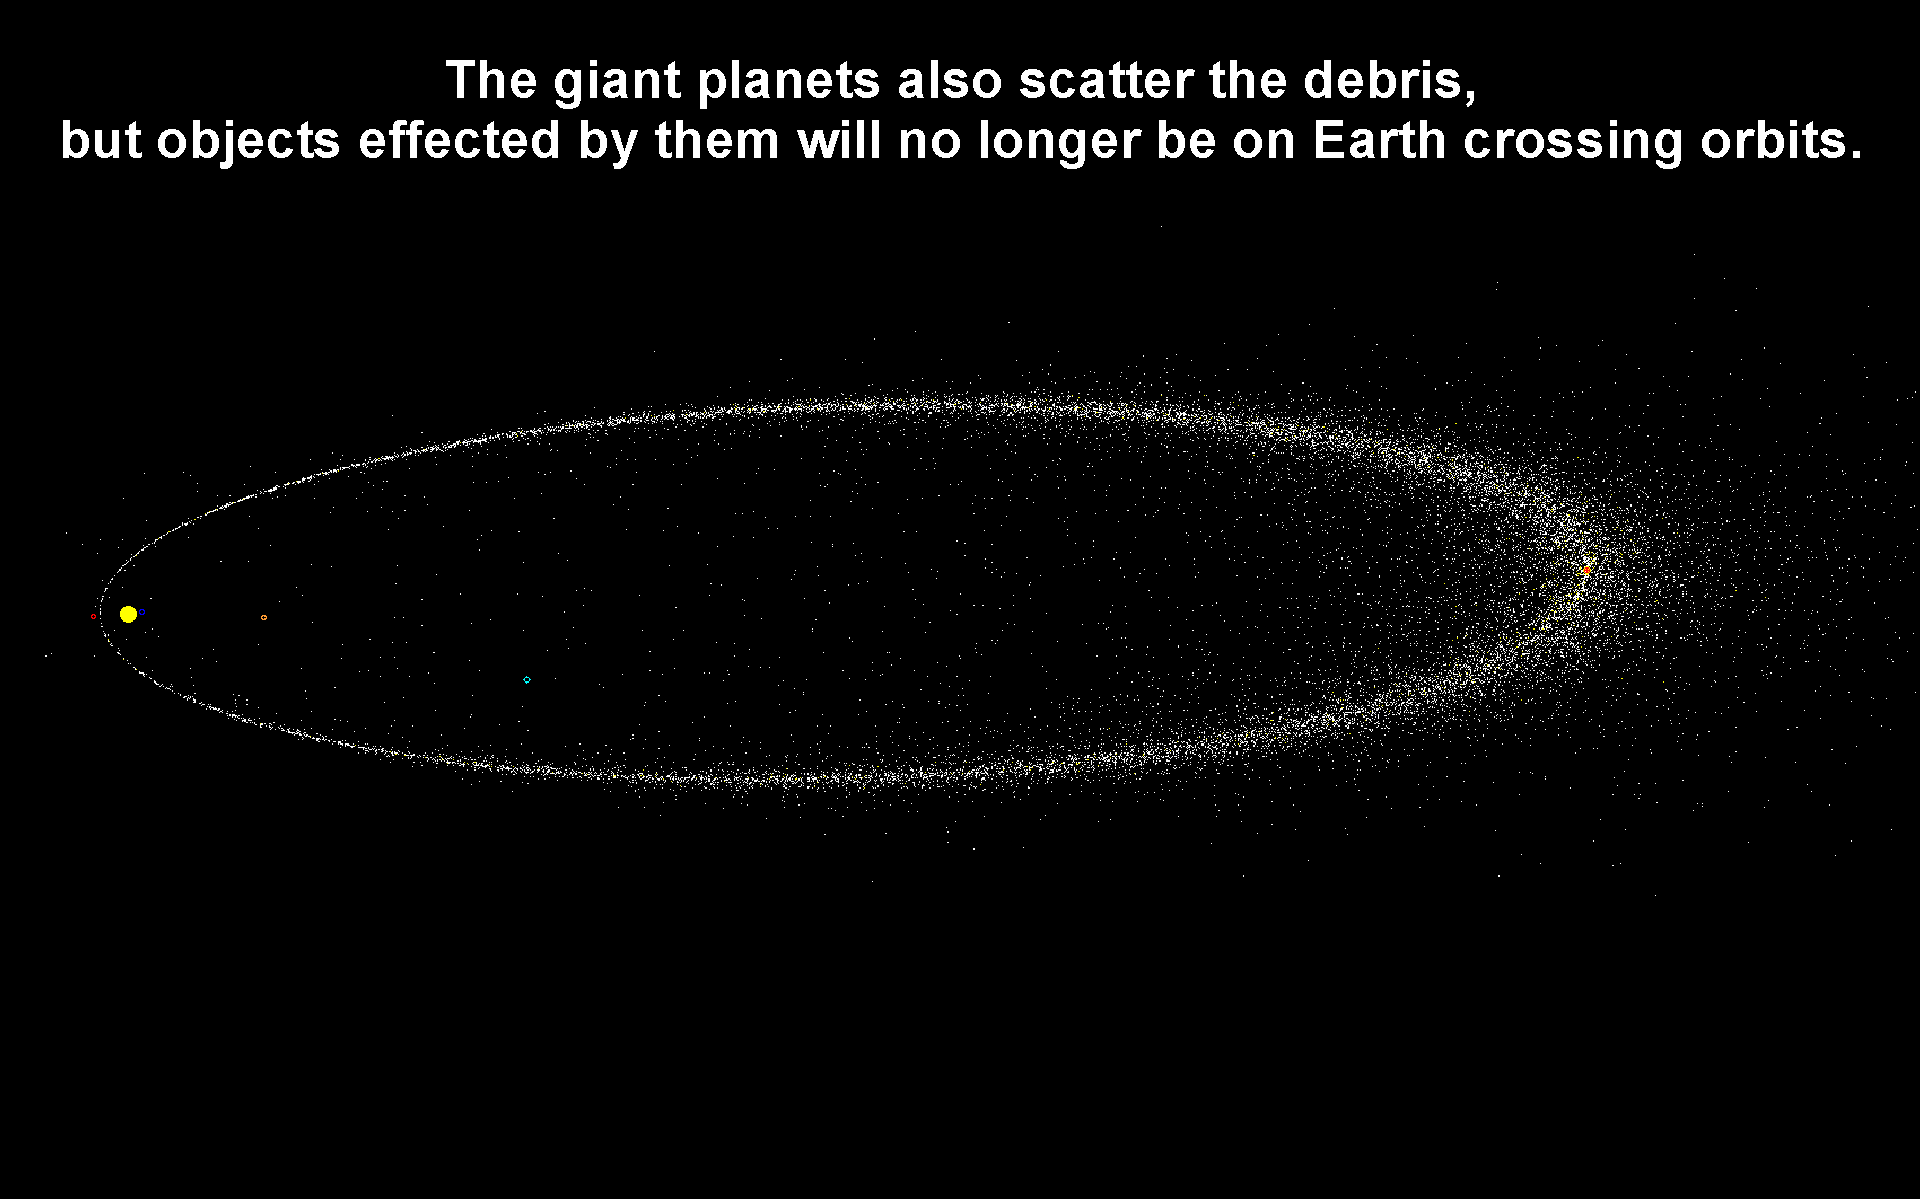 The giant planets also scatter the debris,
but objects effected by them will no longer be on Earth crossing orbits.